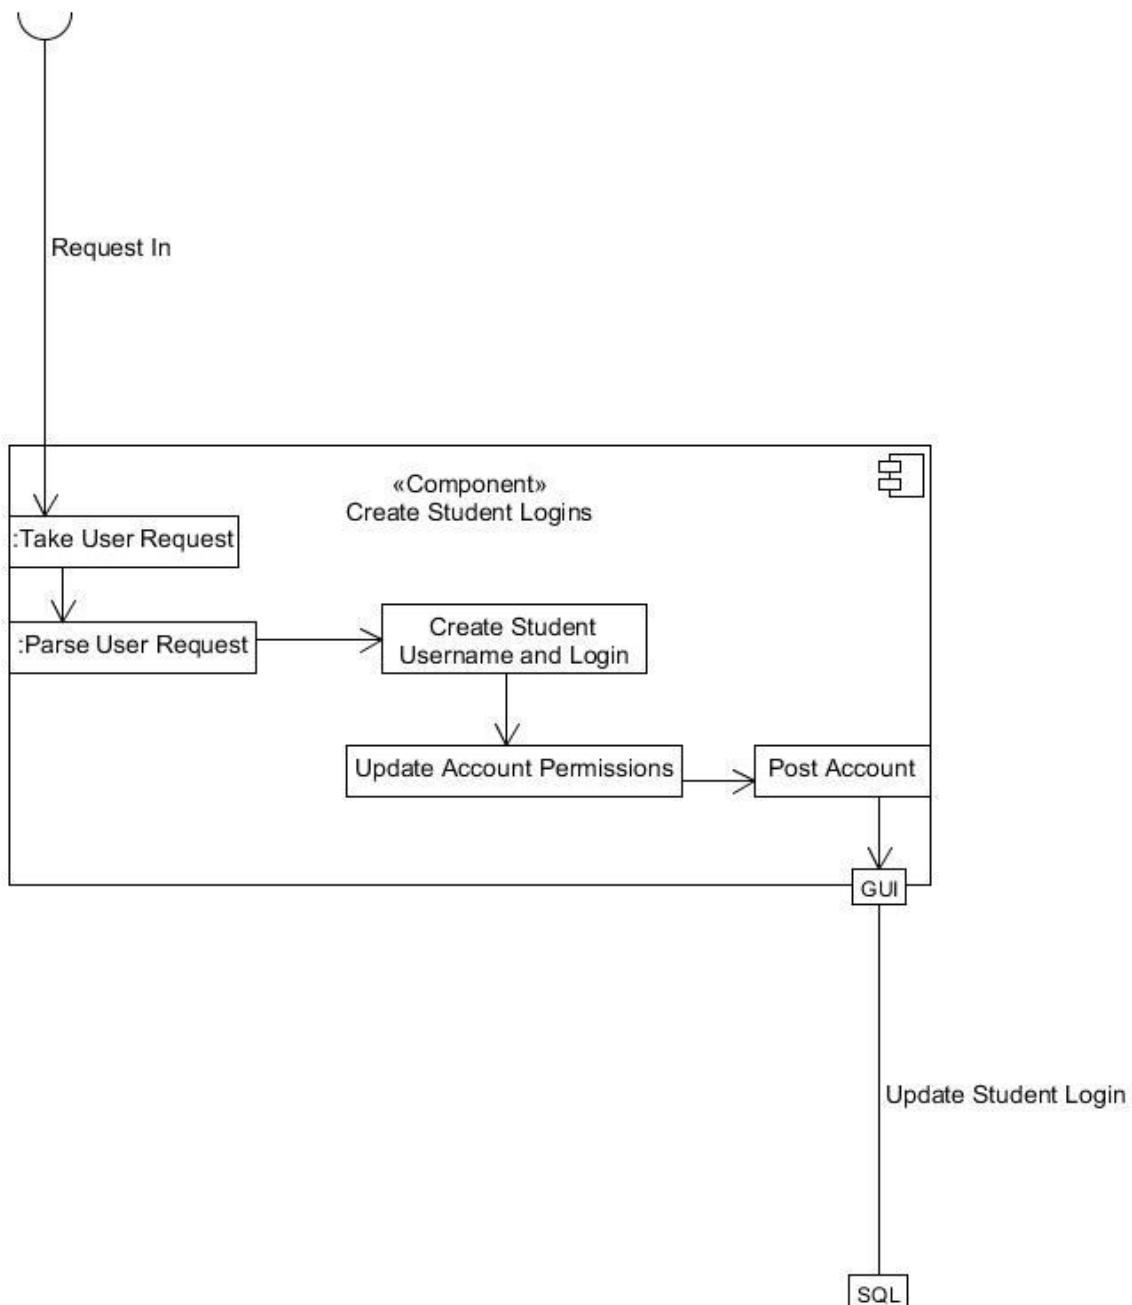 Request In
«Component»
Create Student Logins
:Take User Request
:Parse User Request
Create Student
Username and Login
Update Account Permissions
Post Account
GUI
Update Student Login
SQL